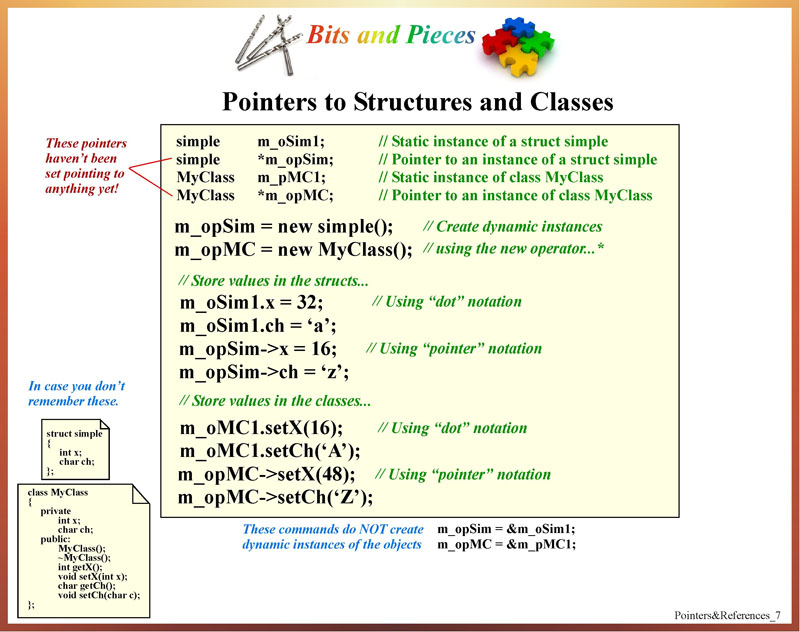 Bits and Pieces
Pointers to Structures and Classes
These pointers
haven't been
set pointing to
anything yet!
simple m_oSim1; // Static instance of a struct simple
simple *m_opSim; // Pointer to an instance of a struct simple
MyClass m_pMC1; // Static instance of class MyClass
MyClass *m_opMC; // Pointer to an instance of class MyClass
m_opSim = new simple(); // Create dynamic instances
m_opMC = new MyClass(); // using the new operator...*
// Store values in the structs...
m_oSim1.x = 32; // Using “dot” notation
m_oSim1.ch = ‘a’;
m_opSim->x = 16; // Using “pointer” notation
m_opSim->ch = ‘z’;
// Store values in the classes...
m_oMC1.setX(16); // Using “dot” notation
m_oMC1.setCh(‘A’);
m_opMC->setX(48); // Using “pointer” notation
m_opMC->setCh(‘Z’);
In case you don't
remember these.
struct simple
{
int x;
char ch;
};
class MyClass
{
private
int x;
char ch;
public:
MyClass();
~MyClass();
int getX();
void setX(int x);
char getCh();
void setCh(char c);
};
These commands do NOT create m_opSim = &m_oSim1;
dynamic instances of the objects m_opMC = &m_pMC1;
Pointers&References_7